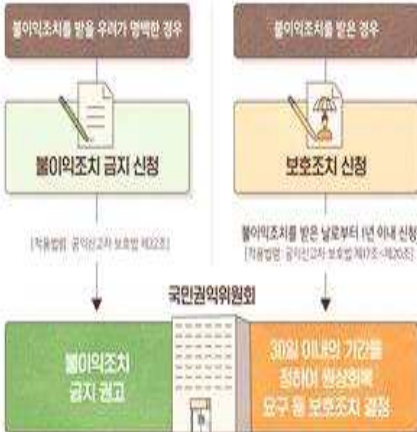 불이익조치를 받을 우려가 명백한 경우
불이익조치를 받은 경우
불이익조치 금지 신청
보호조치 신청
[적용법령: 공익신고자 보호법 제22조]
불이익조치를 받은 날로부터 1년 이내 신청
[적용법령: 공익신고자 보호법 제17조~제20조]
국민권익위원회
불이익조치
금지 권고
30일 이내의 기간을
정하여 원상회복
요구 등 보호조치 결정